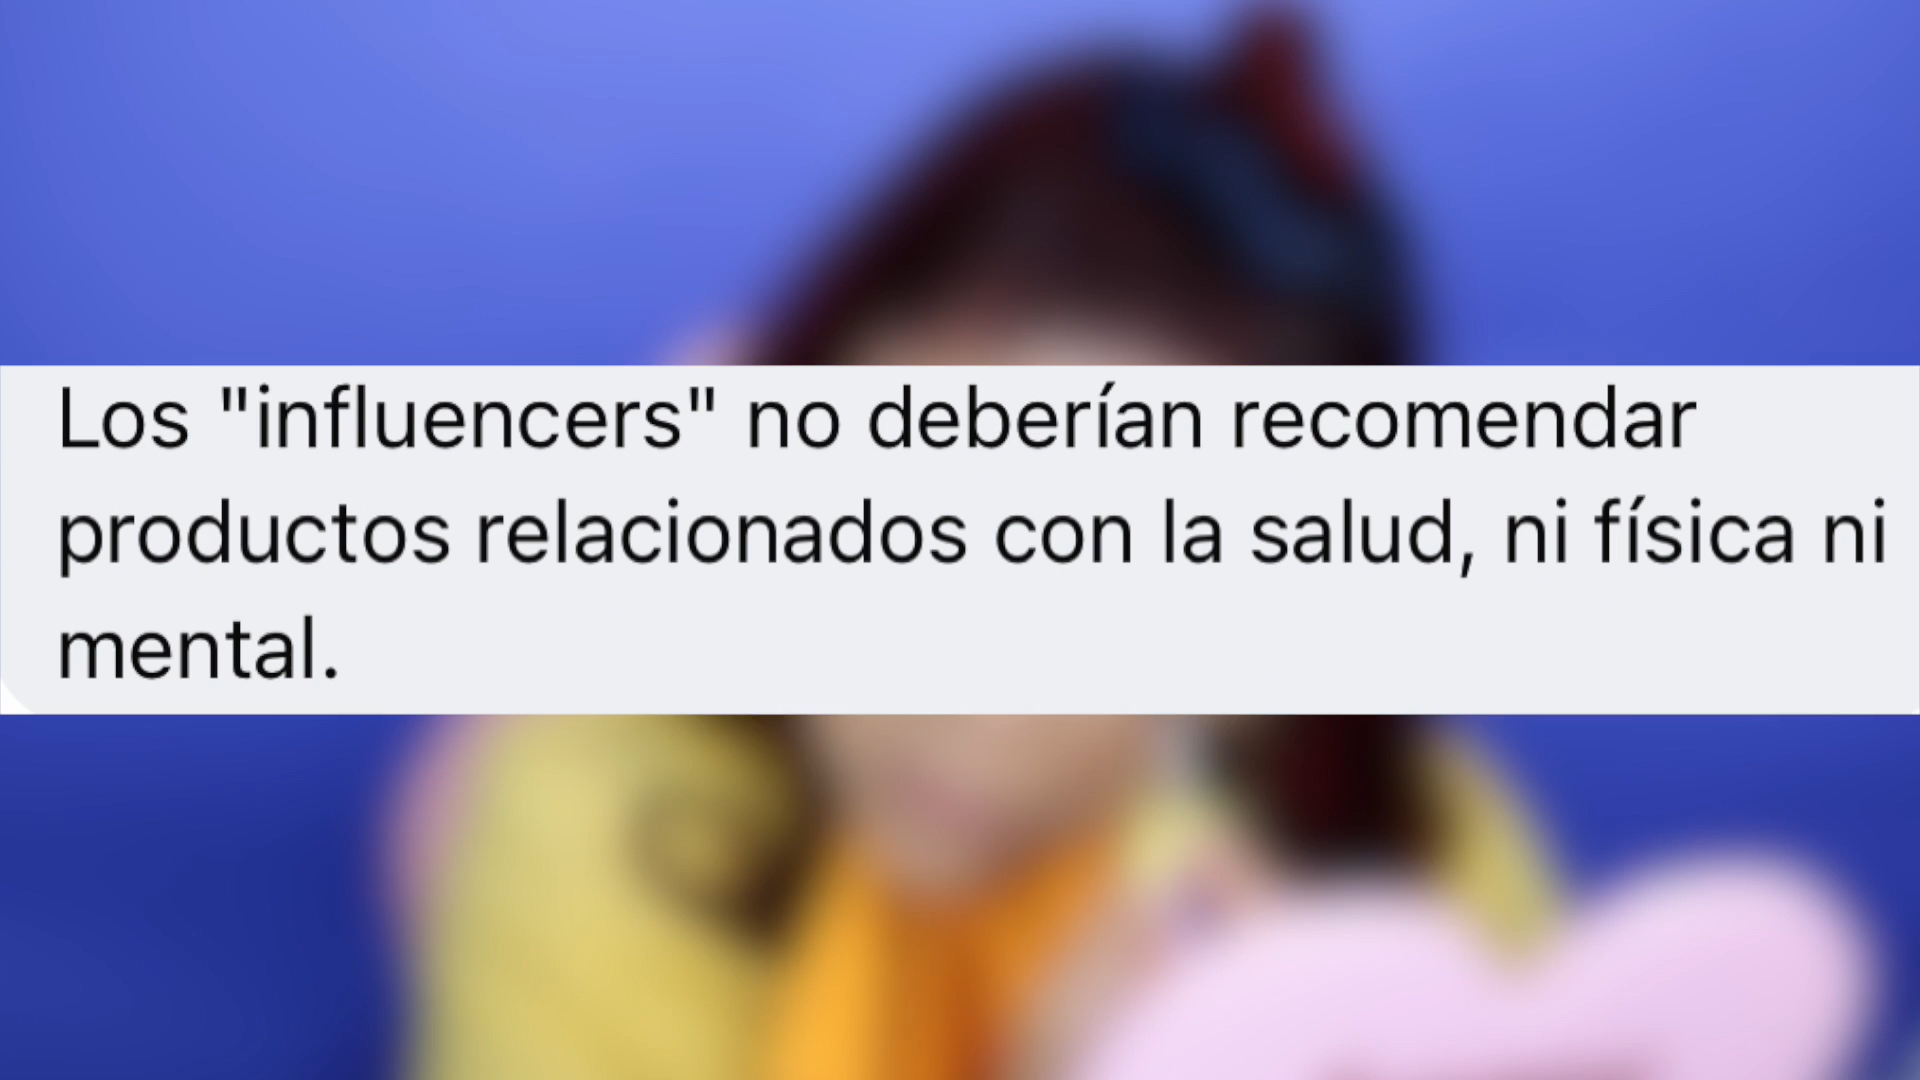 Los "influencers" no deberían recomendar
productos relacionados con la salud, ni física ni
mental.